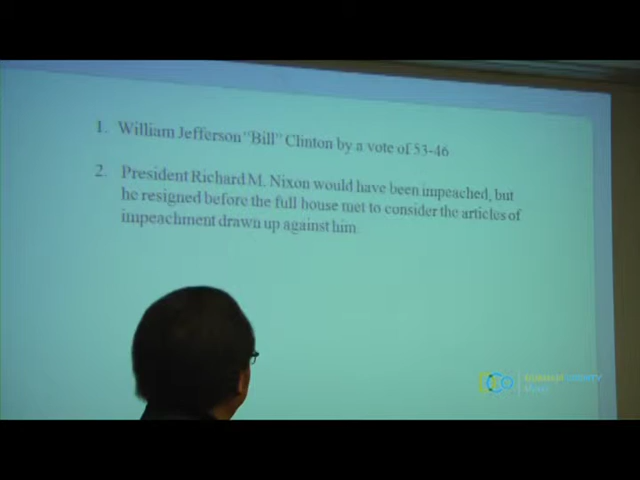 1. William Jefferson "Bill" Clinton by a vote of 53-46
2. President Richard M. Nixon would have been impeached, but
he resigned before the full house met to consider the articles of
impeachment drawn up against him